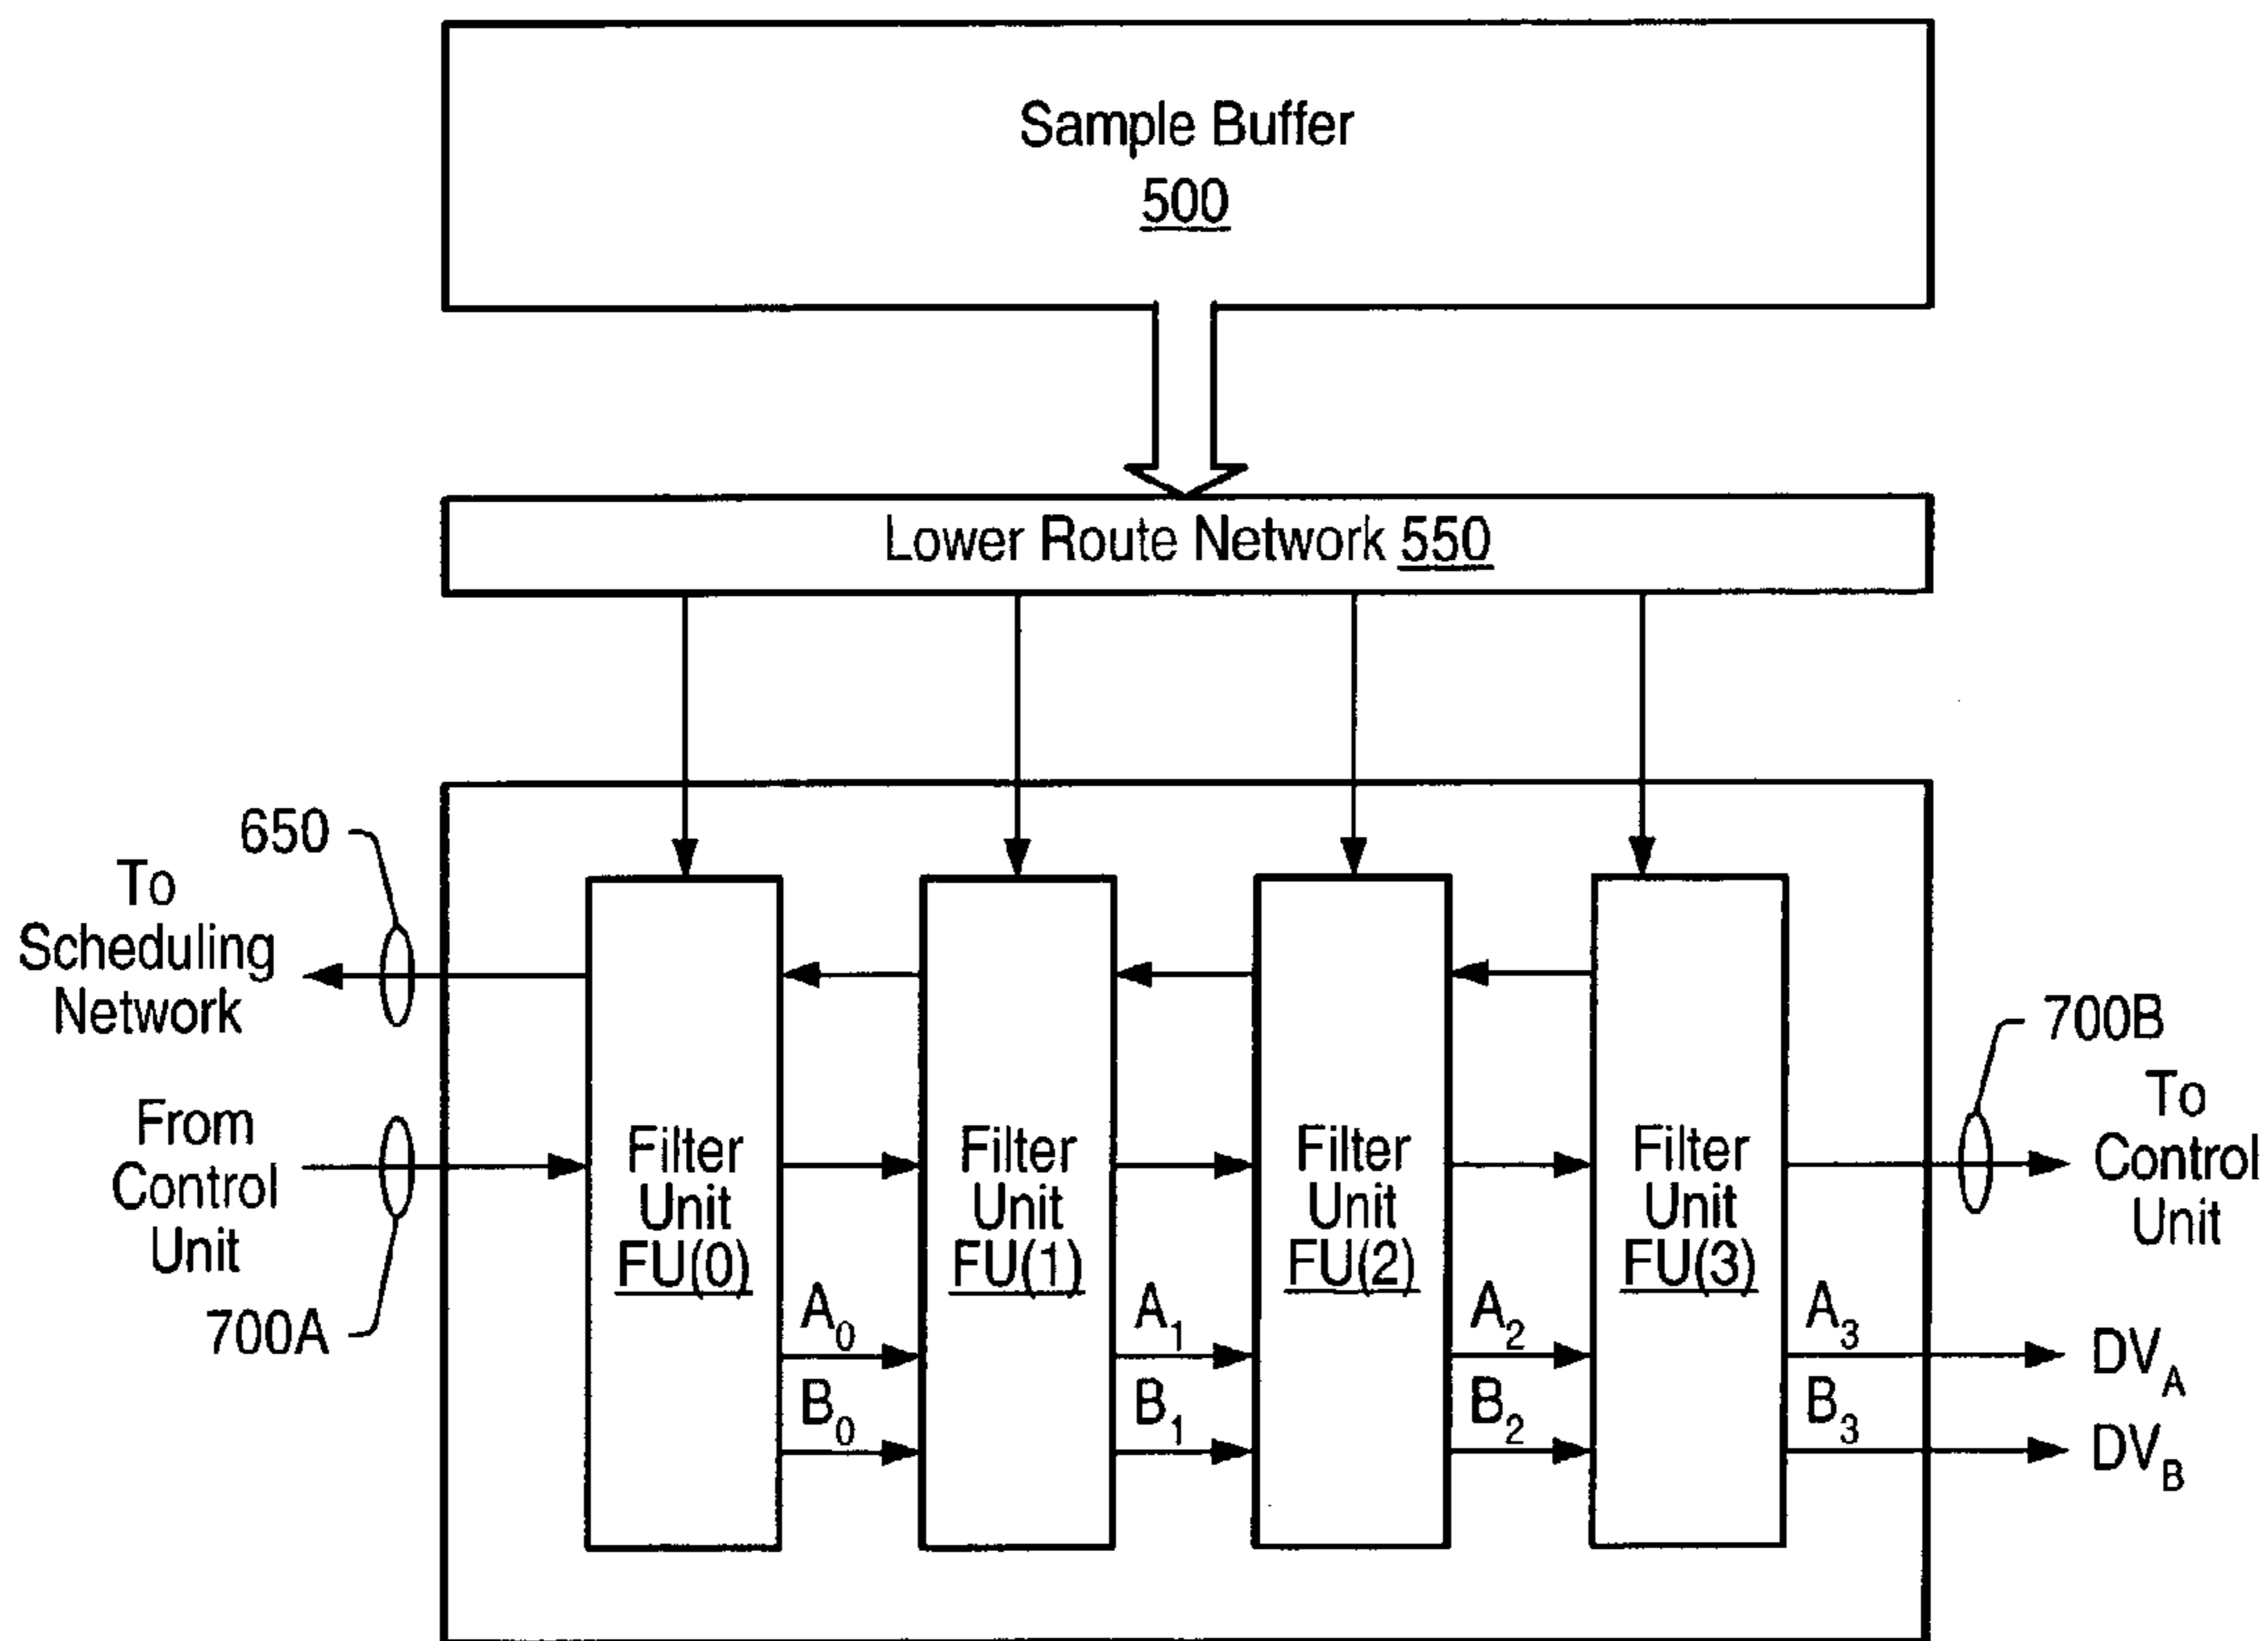 Sample Buffer
500
Lower Route Network 550
650
To
Scheduling
Network
From
Control
Unit
700A
Filter
Unit
FU(0)
A₀
B₀
Filter
Unit
FU(1)
A₁
B₁
Filter
Unit
FU(2)
A₂
B₂
Filter
Unit
FU(3)
A₃
B₃
700B
To
Control
Unit
DV_A
DV_B